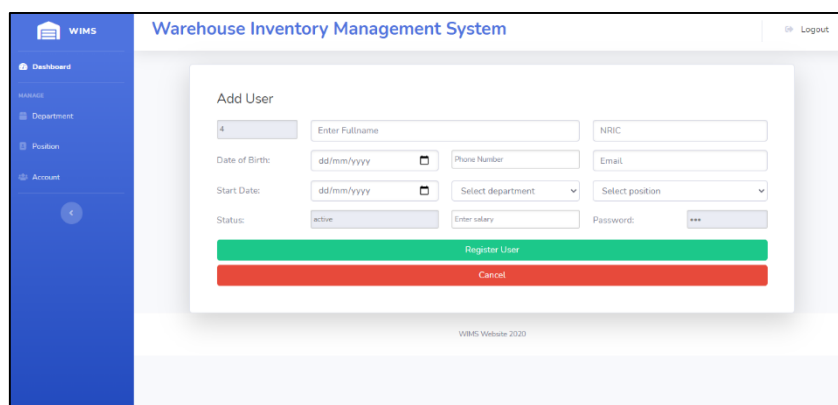 WIMS
Warehouse Inventory Management System
Logout
Dashboard
MANAGE
Department
Position
Account
Add User
4
Enter Fullname
NRIC
Date of Birth:
dd/mm/yyyy
Phone Number
Email
Start Date:
dd/mm/yyyy
Select department
Select position
Status:
active
Enter salary
Password:
•••
Register User
Cancel
WIMS Website 2020